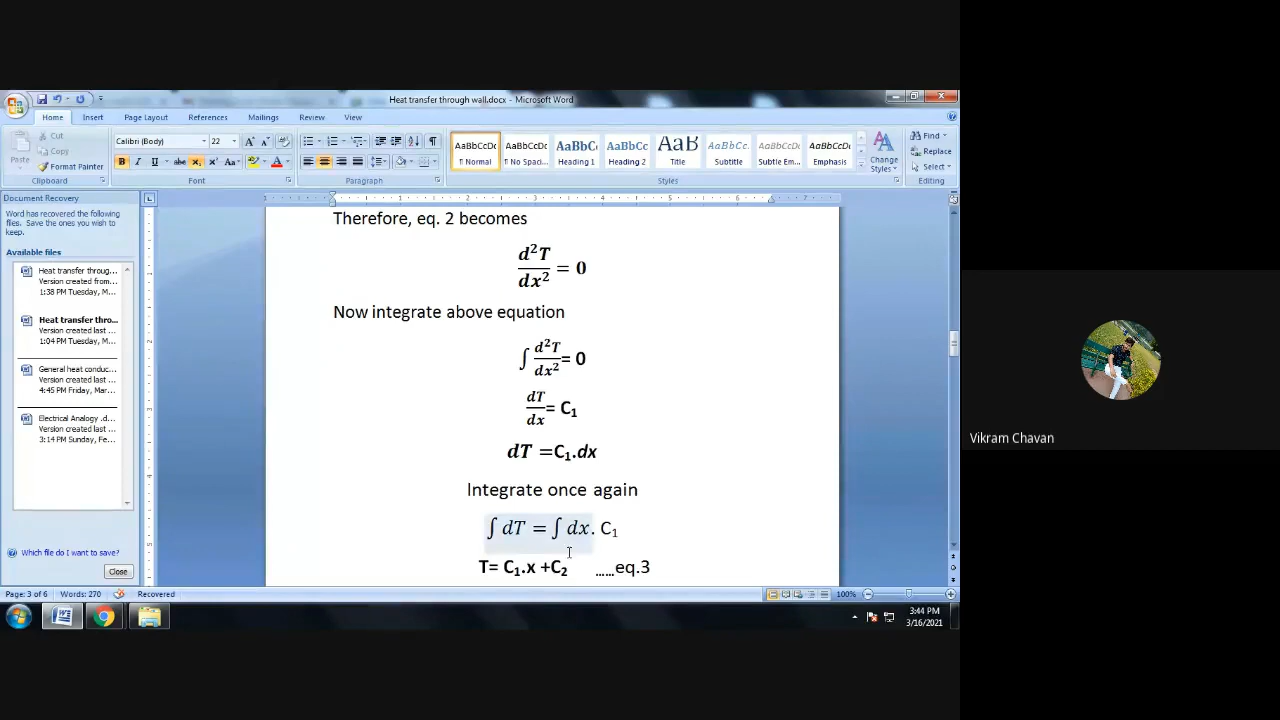 Heat transfer through wall.docx - Microsoft Word
Home Insert Page Layout References Mailings Review View
Paste
Cut
Copy
Format Painter
Clipboard
Calibri (Body) 22
Font
Paragraph
AaBbCcDc AaBbCcDc AaBbC AaBbCc AaB AaBbCc. AaBbCcDc AaBbCcDc
¶ Normal ¶ No Spaci... Heading 1 Heading 2 Title Subtitle Subtle Em... Emphasis
Change Styles
Styles
Find
Replace
Select
Editing
Document Recovery
Word has recovered the following files. Save the ones you wish to keep.
Available files
Heat transfer throug...
Version created from...
1:38 PM Tuesday, M...
Heat transfer thro...
Version created last ...
1:04 PM Tuesday, M...
General heat conduc...
Version created last ...
4:45 PM Friday, Mar...
Electrical Analogy .d...
Version created last ...
3:14 PM Sunday, Fe...
Which file do I want to save?
Close
Therefore, eq. 2 becomes
d²T/dx² = 0
Now integrate above equation
∫ d²T/dx² = 0
dT/dx = C₁
dT =C₁.dx
Integrate once again
∫ dT = ∫ dx. C₁
T= C₁.x +C₂ ......eq.3
Page: 3 of 6 Words: 270 Recovered 100%
3:44 PM
3/16/2021
Vikram Chavan